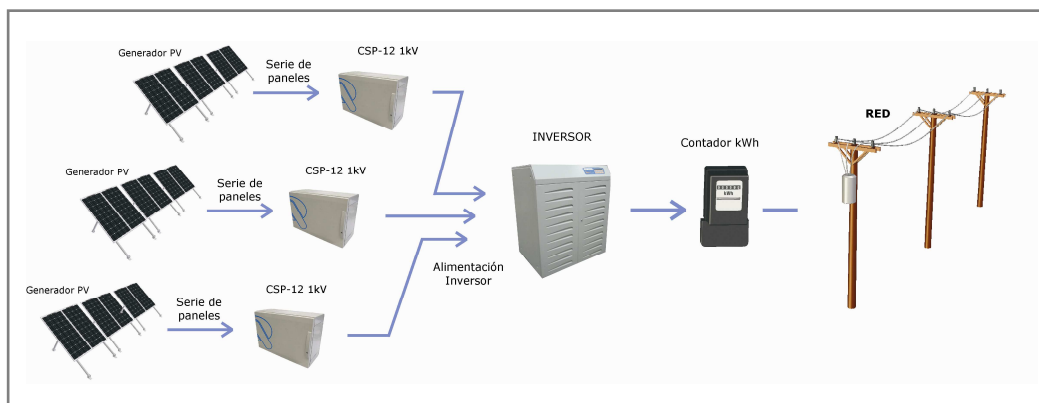 Generador PV
Serie de
paneles
CSP-12 1kV
Generador PV
Serie de
paneles
CSP-12 1kV
Generador PV
Serie de
paneles
CSP-12 1kV
Alimentación
Inversor
INVERSOR
Contador kWh
kWh
RED